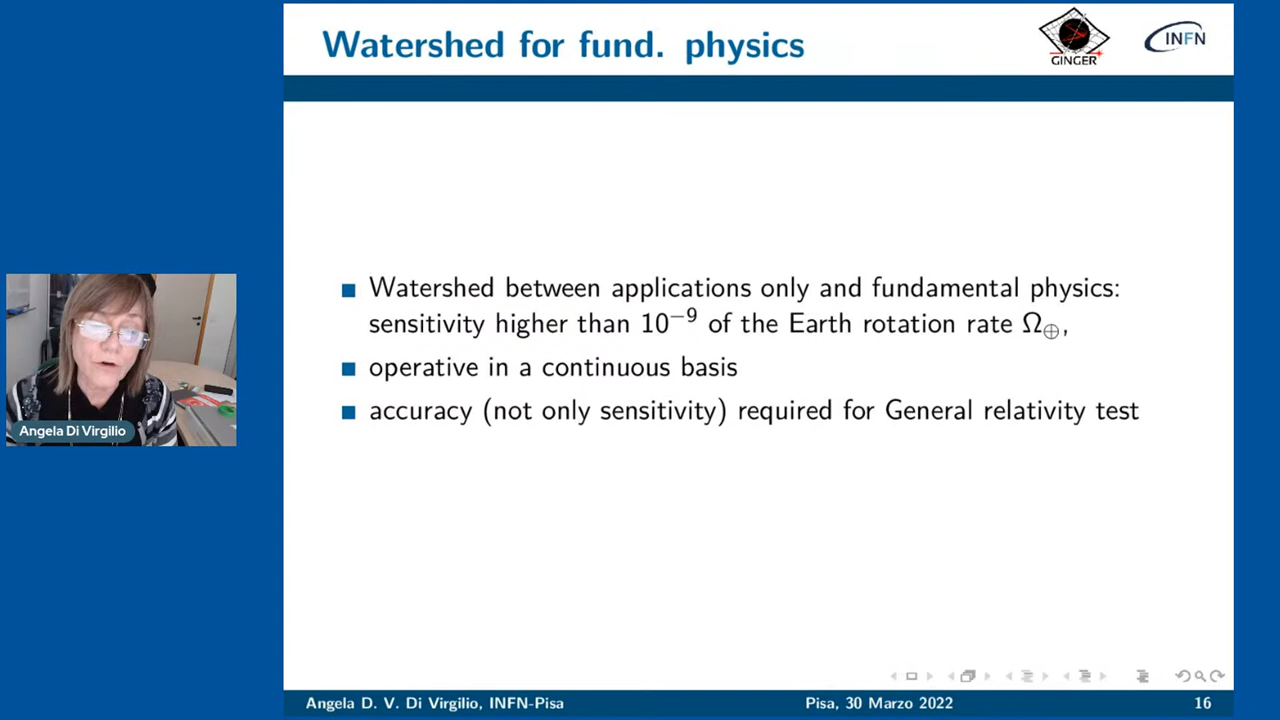 Watershed for fund. physics
GINGER
INFN
■ Watershed between applications only and fundamental physics:
sensitivity higher than 10⁻⁹ of the Earth rotation rate Ω⊕,
■ operative in a continuous basis
■ accuracy (not only sensitivity) required for General relativity test
Angela Di Virgilio
Angela D. V. Di Virgilio, INFN-Pisa
Pisa, 30 Marzo 2022
16